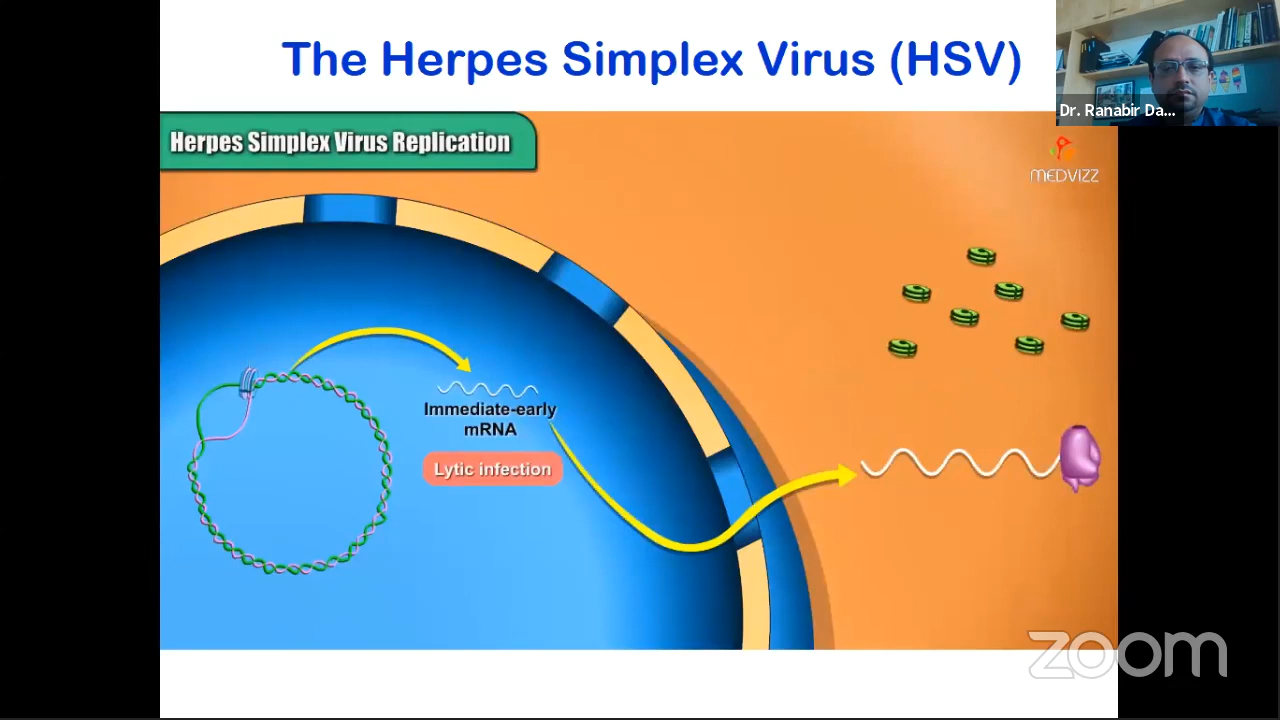 The Herpes Simplex Virus (HSV)
Dr. Ranabir Da...
Herpes Simplex Virus Replication
MEDVIZZ
Immediate-early
mRNA
Lytic infection
zoom